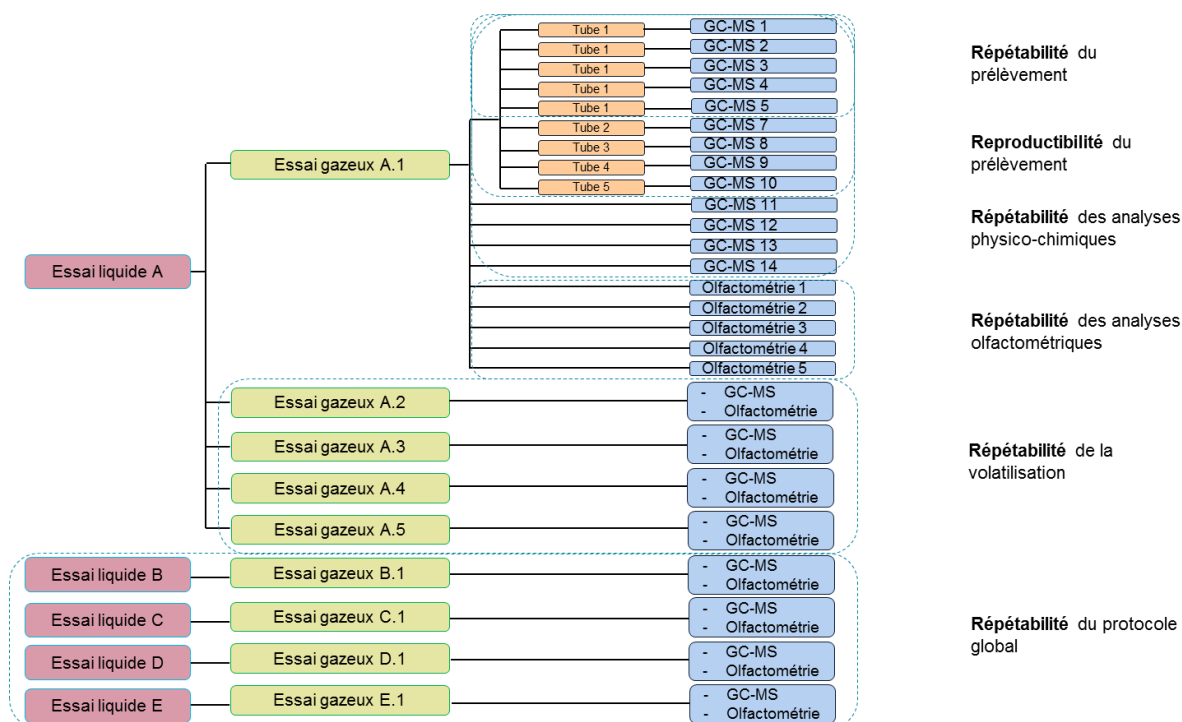 Tube 1
GC-MS 1
Tube 1
GC-MS 2
Tube 1
GC-MS 3
Tube 1
GC-MS 4
Tube 1
GC-MS 5
Répétabilité du
prélèvement
Tube 2
GC-MS 7
Tube 3
GC-MS 8
Tube 4
GC-MS 9
Tube 5
GC-MS 10
Reproductibilité du
prélèvement
Essai gazeux A.1
GC-MS 11
GC-MS 12
GC-MS 13
GC-MS 14
Répétabilité des analyses
physico-chimiques
Essai liquide A
Olfactométrie 1
Olfactométrie 2
Olfactométrie 3
Olfactométrie 4
Olfactométrie 5
Répétabilité des analyses
olfactométriques
Essai gazeux A.2
- GC-MS
- Olfactométrie
Essai gazeux A.3
- GC-MS
- Olfactométrie
Essai gazeux A.4
- GC-MS
- Olfactométrie
Essai gazeux A.5
- GC-MS
- Olfactométrie
Répétabilité de la
volatilisation
Essai liquide B
Essai gazeux B.1
- GC-MS
- Olfactométrie
Essai liquide C
Essai gazeux C.1
- GC-MS
- Olfactométrie
Essai liquide D
Essai gazeux D.1
- GC-MS
- Olfactométrie
Essai liquide E
Essai gazeux E.1
- GC-MS
- Olfactométrie
Répétabilité du protocole
global